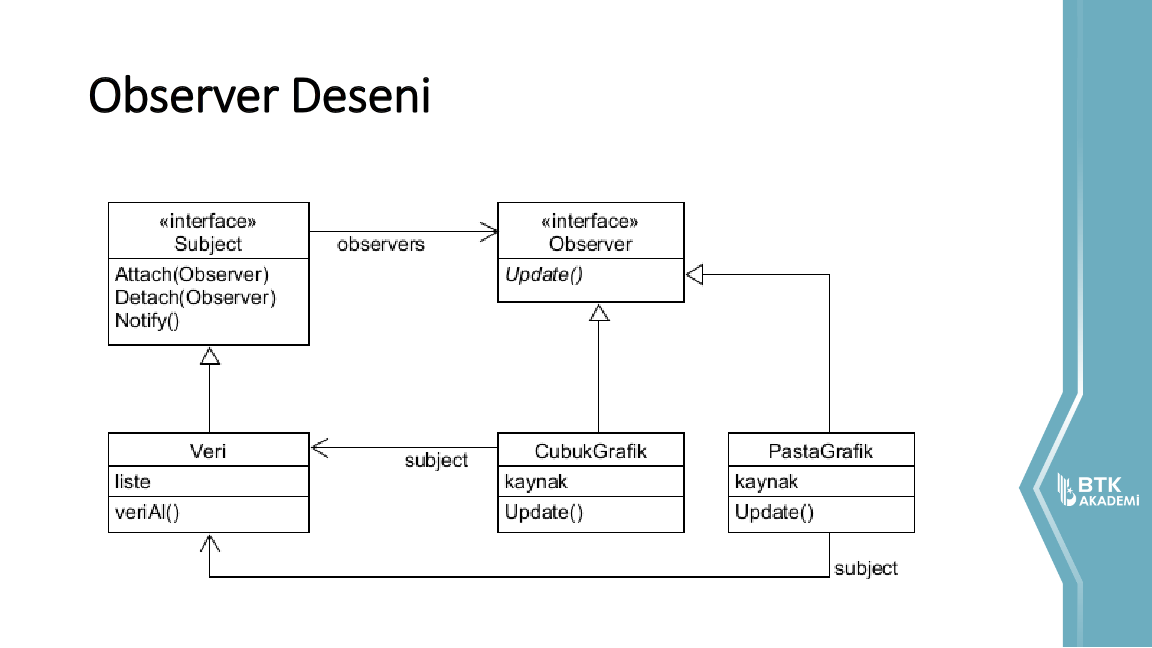 Observer Deseni
«interface»
Subject
Attach(Observer)
Detach(Observer)
Notify()
observers
«interface»
Observer
Update()
Veri
liste
veriAl()
subject
CubukGrafik
kaynak
Update()
PastaGrafik
kaynak
Update()
subject
BTK
AKADEMİ